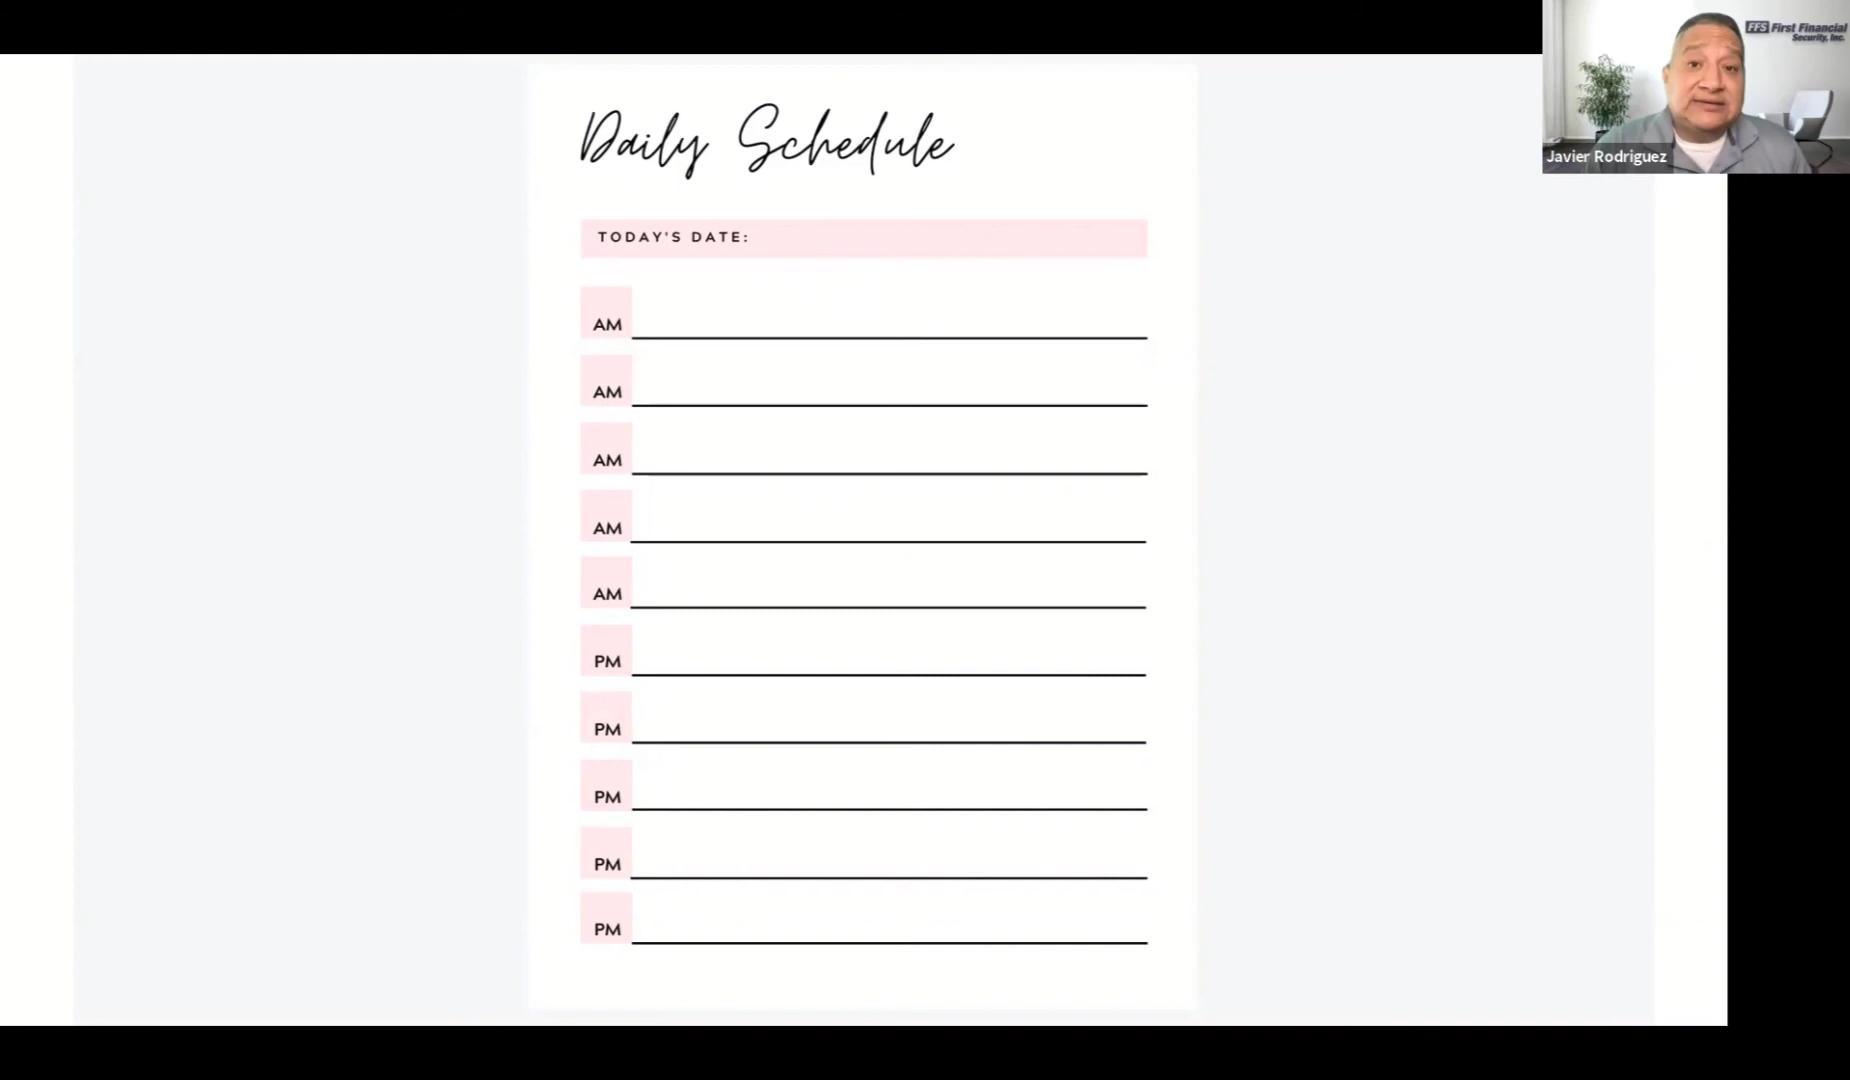 Daily Schedule
TODAY'S DATE:
AM
AM
AM
AM
AM
PM
PM
PM
PM
PM
FFS First Financial
Security, Inc.
Javier Rodriguez